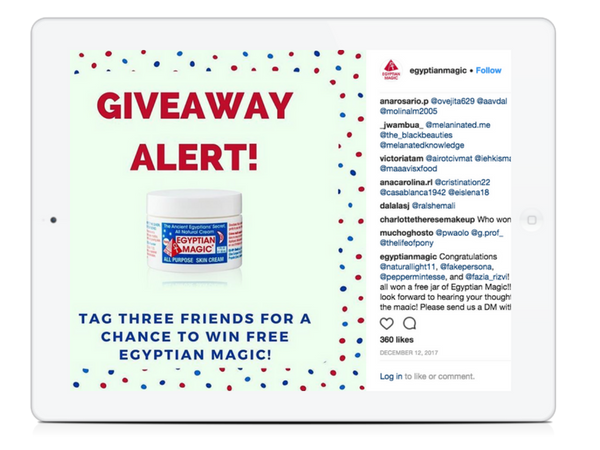 GIVEAWAY
ALERT!
The Ancient Egyptians' Secret
All Natural Cream
EGYPTIAN
MAGIC
ALL PURPOSE SKIN CREAM
TAG THREE FRIENDS FOR A
CHANCE TO WIN FREE
EGYPTIAN MAGIC!
EGYPTIAN
MAGIC
egyptianmagic • Follow
anarosario.p @ovejita629 @aavdal
@molinalm2005
_jwambua_ @melaninated.me
@the_blackbeauties
@melanatedknowledge
victoriatam @airotcivmat @iehkisma
@maaavisxfood
anacarolina.rl @cristination22
@casablanca1942 @eislena18
dalalasj @ralshemali
charlottetheresemakeup Who won
muchoghosto @pwaolo @g.prof_
@thelifeofpony
egyptianmagic Congratulations
@naturallight11, @fakepersona,
@peppermintesse, and @fazia_rizvi!
all won a free jar of Egyptian Magic!!
look forward to hearing your thought
the magic! Please send us a DM wit
360 likes
DECEMBER 12, 2017
Log in to like or comment.